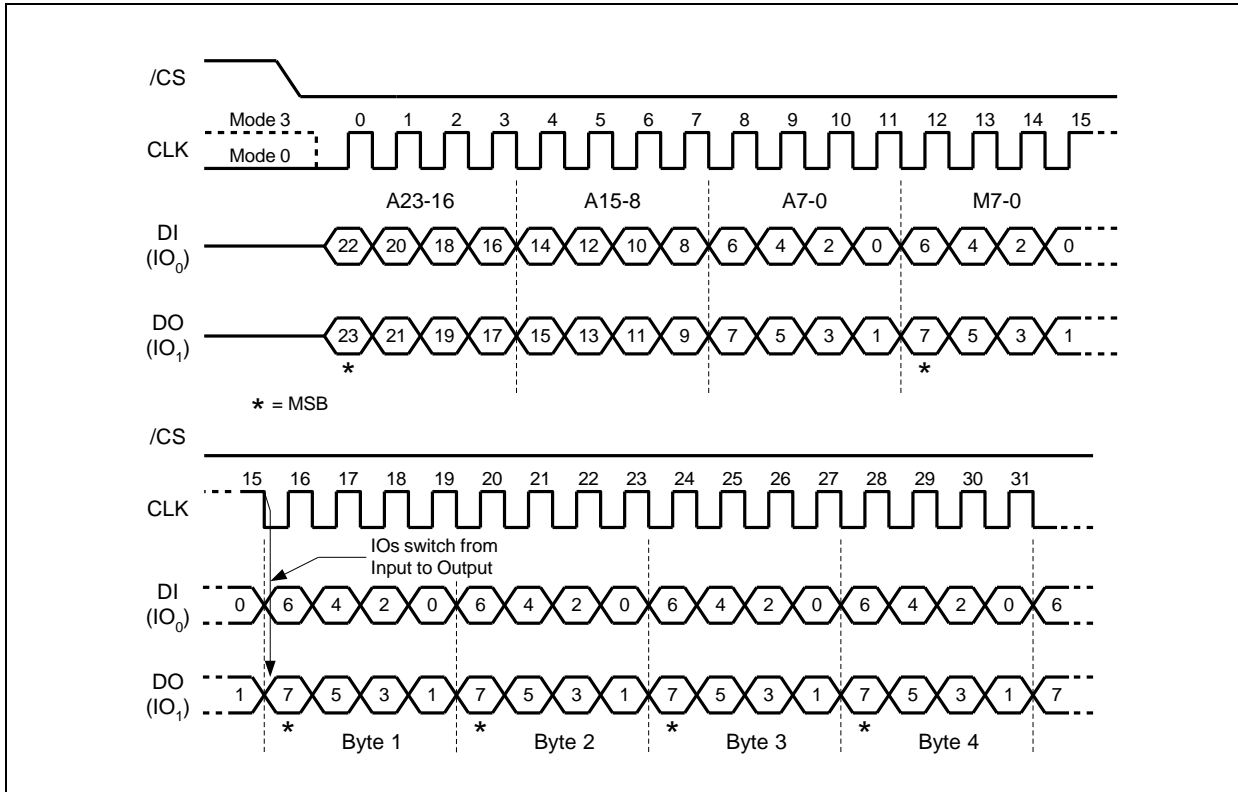 /CS
Mode 3 0 1 2 3 4 5 6 7 8 9 10 11 12 13 14 15
CLK
Mode 0
A23-16 A15-8 A7-0 M7-0
DI
(IO0)
22 20 18 16 14 12 10 8 6 4 2 0 6 4 2 0
DO
(IO1)
23 21 19 17 15 13 11 9 7 5 3 1 7 5 3 1
* *
* = MSB
/CS
15 16 17 18 19 20 21 22 23 24 25 26 27 28 29 30 31
CLK
IOs switch from
Input to Output
DI
(IO0)
0 6 4 2 0 6 4 2 0 6 4 2 0 6 4 2 0 6
DO
(IO1)
1 7 5 3 1 7 5 3 1 7 5 3 1 7 5 3 1 7
* * * *
Byte 1 Byte 2 Byte 3 Byte 4